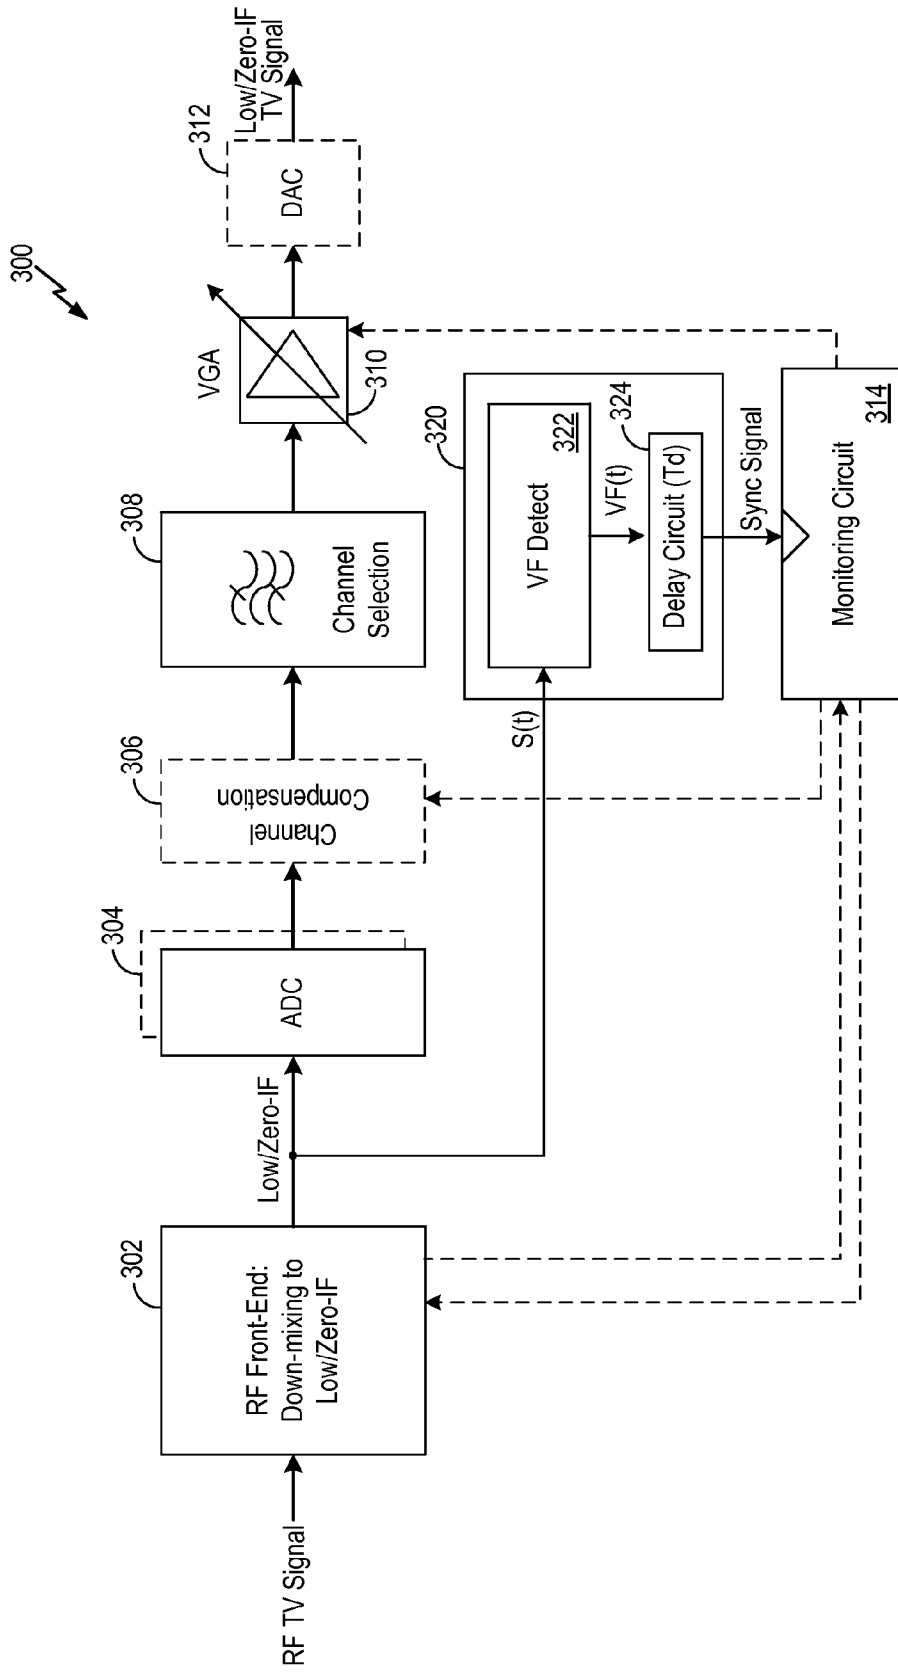 300
RF TV Signal
302
RF Front-End:
Down-mixing to
Low/Zero-IF
Low/Zero-IF
304
ADC
306
Channel
Compensation
308
Channel
Selection
VGA
310
312
DAC
Low/Zero-IF
TV Signal
S(t)
320
VF Detect
322
VF(t)
324
Delay Circuit (Td)
Sync Signal
Monitoring Circuit
314